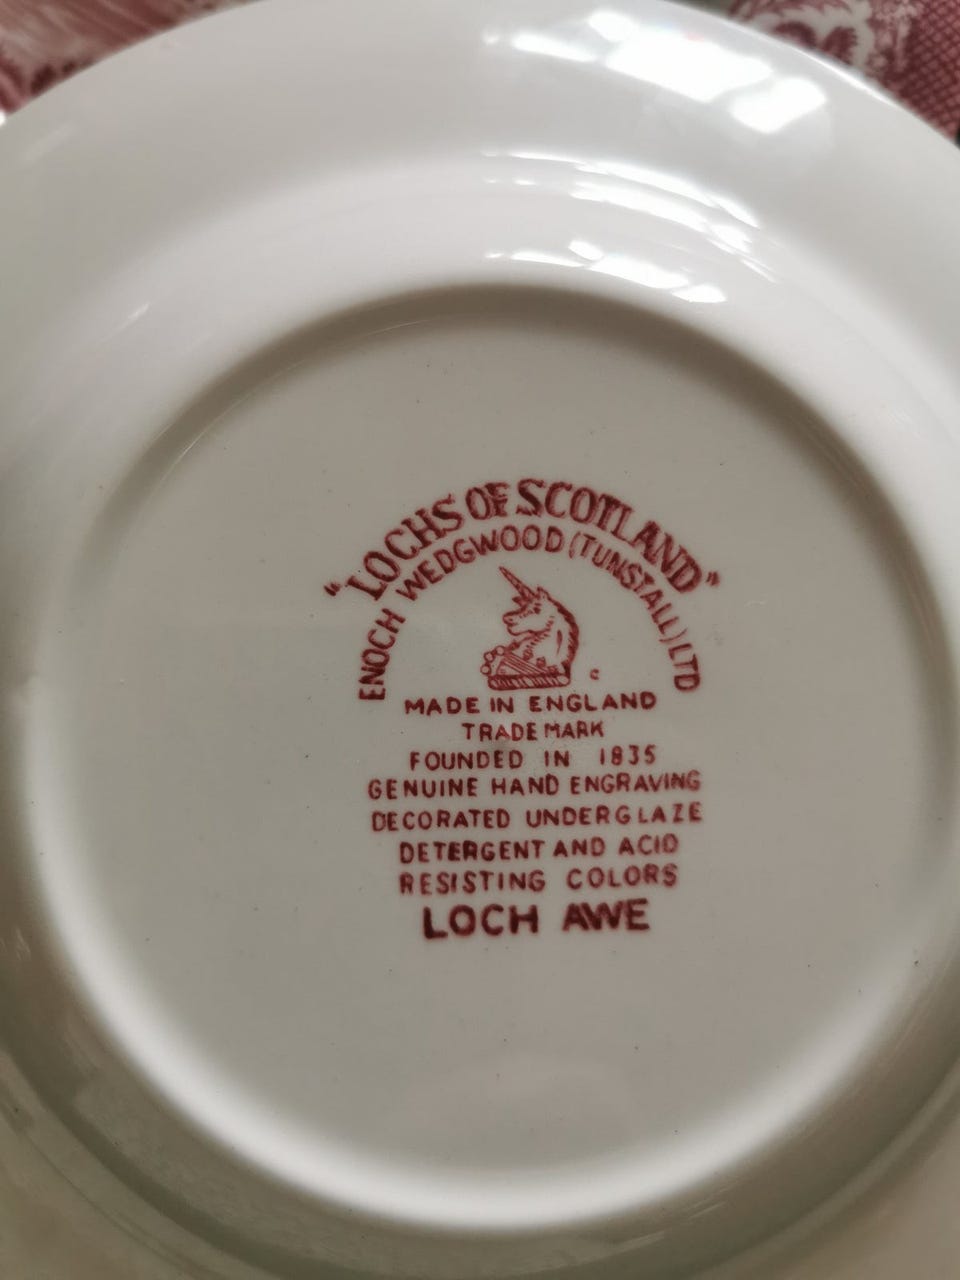 "LOCHS OF SCOTLAND"
ENOCH WEDGWOOD (TUNSTALL) LTD
C
MADE IN ENGLAND
TRADE MARK
FOUNDED IN 1835
GENUINE HAND ENGRAVING
DECORATED UNDERGLAZE
DETERGENT AND ACID
RESISTING COLORS
LOCH AWE